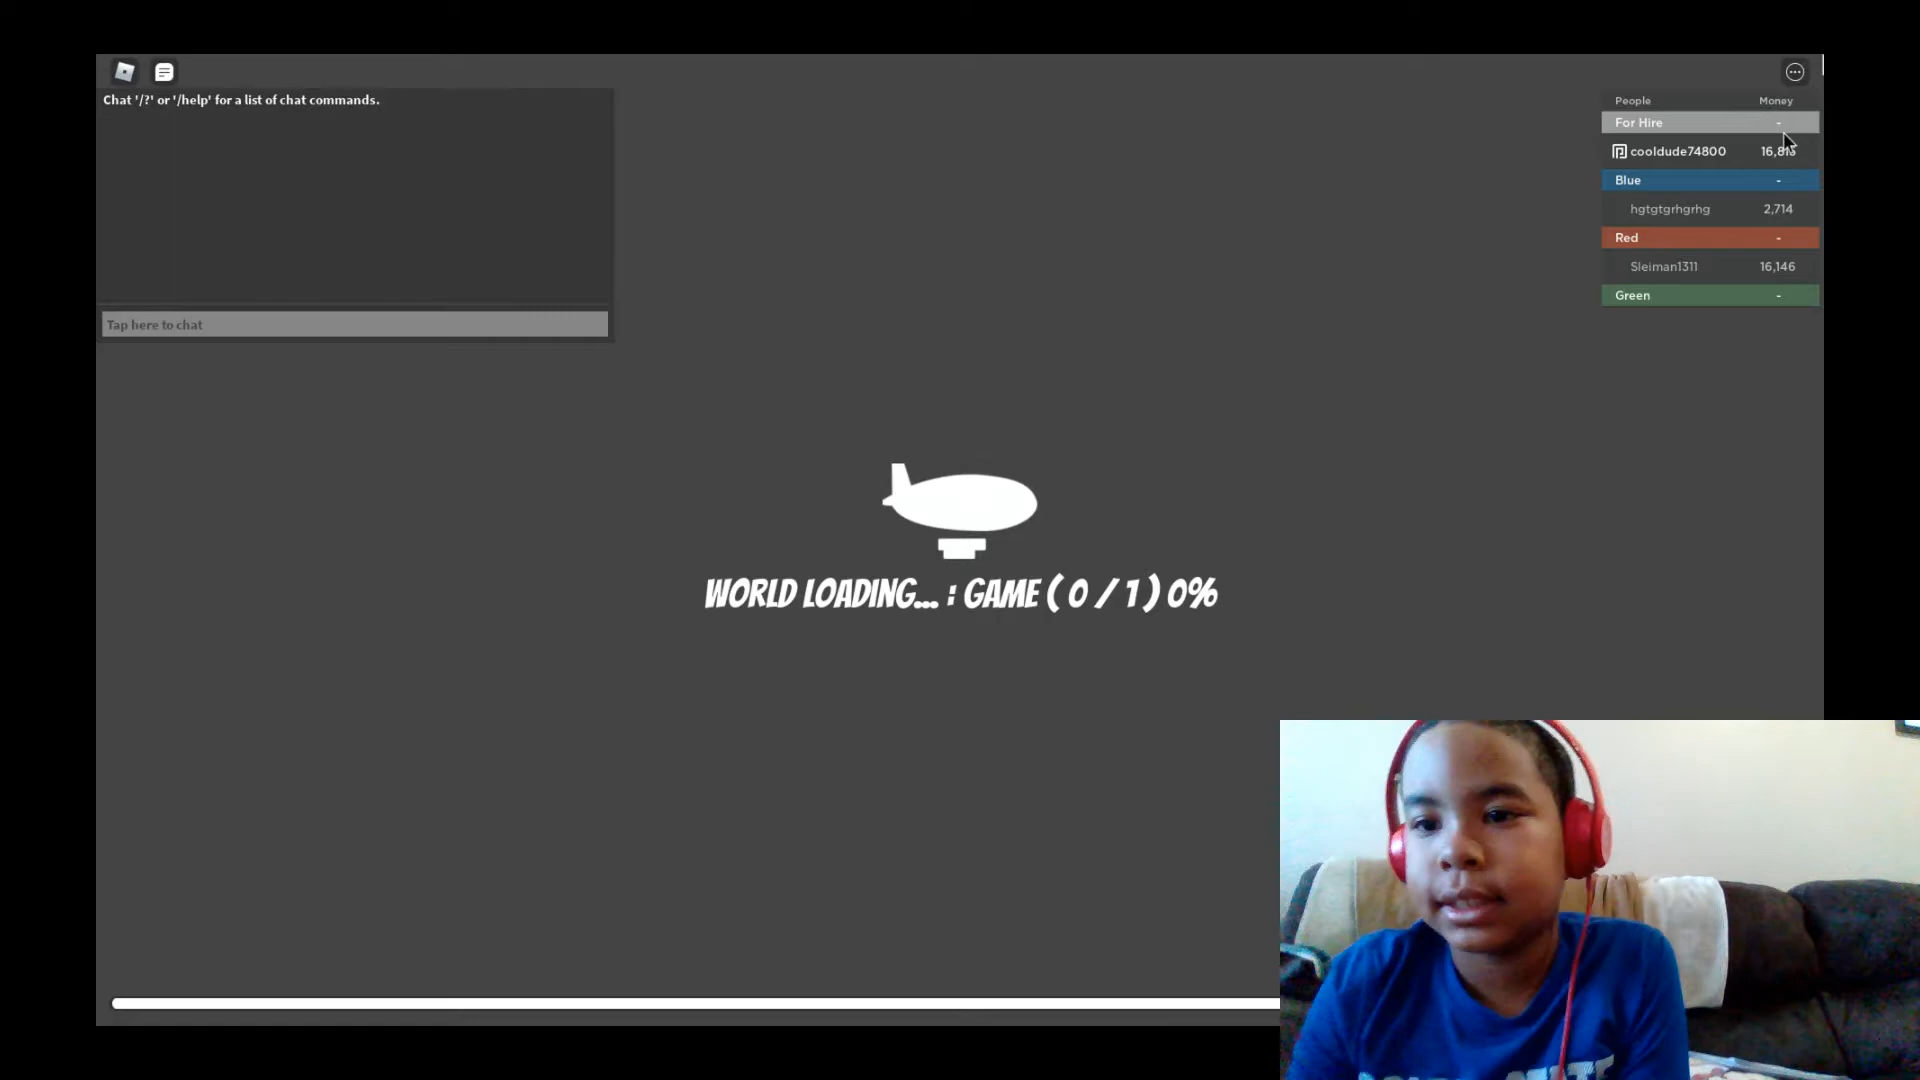 Chat '/?' or '/help' for a list of chat commands.
Tap here to chat
People Money
For Hire -
cooldude74800
Blue -
hgtgtgrhgrhg 2,714
Red -
Sleiman1311 16,146
Green -
WORLD LOADING... : GAME ( 0 / 1 ) 0%